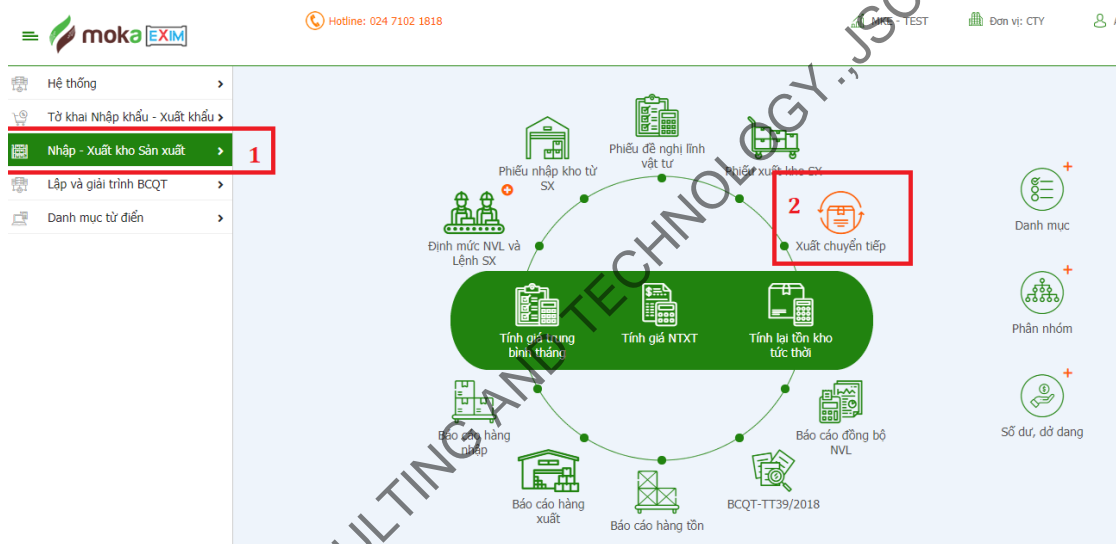 moka EXIM
Hotline: 024 7102 1818
MKE - TEST
Đơn vị: CTY
Hệ thống
Tờ khai Nhập khẩu - Xuất khẩu
Nhập - Xuất kho Sản xuất
1
Lập và giải trình BCQT
Danh mục từ điển
Phiếu đề nghị lĩnh
vật tư
Phiếu nhập kho từ
SX
Phiếu xuất kho SX
2
Xuất chuyển tiếp
Định mức NVL và
Lệnh SX
Tính giá trung
bình tháng
Tính giá NTXT
Tính lại tồn kho
tức thời
Báo cáo hàng
nhập
Báo cáo đồng bộ
NVL
Báo cáo hàng
xuất
Báo cáo hàng tồn
BCQT-TT39/2018
Danh mục
Phân nhóm
Số dư, dở dang
ULTING AND TECHNOLOGY.,JSC